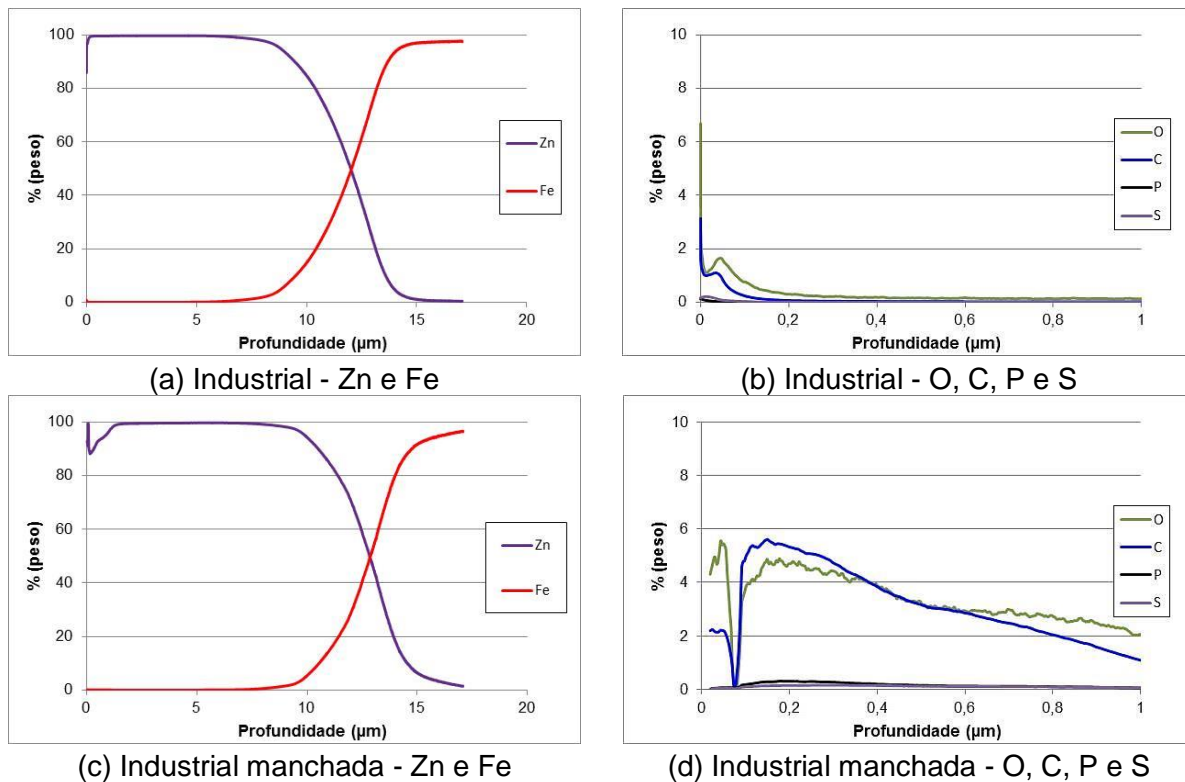 100
80
60
40
20
0
% (peso)
0 5 10 15 20
Profundidade (µm)
Zn
Fe
(a) Industrial - Zn e Fe
10
8
6
4
2
0
% (peso)
0 0,2 0,4 0,6 0,8 1
Profundidade (µm)
O
C
P
S
(b) Industrial - O, C, P e S
100
80
60
40
20
0
% (peso)
0 5 10 15 20
Profundidade (µm)
Zn
Fe
(c) Industrial manchada - Zn e Fe
10
8
6
4
2
0
% (peso)
0 0,2 0,4 0,6 0,8 1
Profundidade (µm)
O
C
P
S
(d) Industrial manchada - O, C, P e S